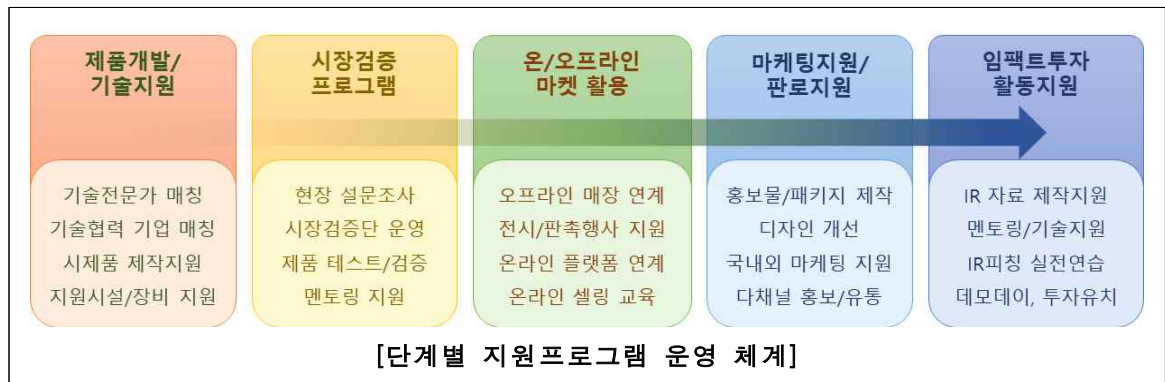 제품개발/
기술지원
기술전문가 매칭
기술협력 기업 매칭
시제품 제작지원
지원시설/장비 지원
시장검증
프로그램
현장 설문조사
시장검증단 운영
제품 테스트/검증
멘토링 지원
온/오프라인
마켓 활용
오프라인 매장 연계
전시/판촉행사 지원
온라인 플랫폼 연계
온라인 셀링 교육
마케팅지원/
판로지원
홍보물/패키지 제작
디자인 개선
국내외 마케팅 지원
다채널 홍보/유통
임팩트투자
활동지원
IR 자료 제작지원
멘토링/기술지원
IR피칭 실전연습
데모데이, 투자유치
[단계별 지원프로그램 운영 체계]